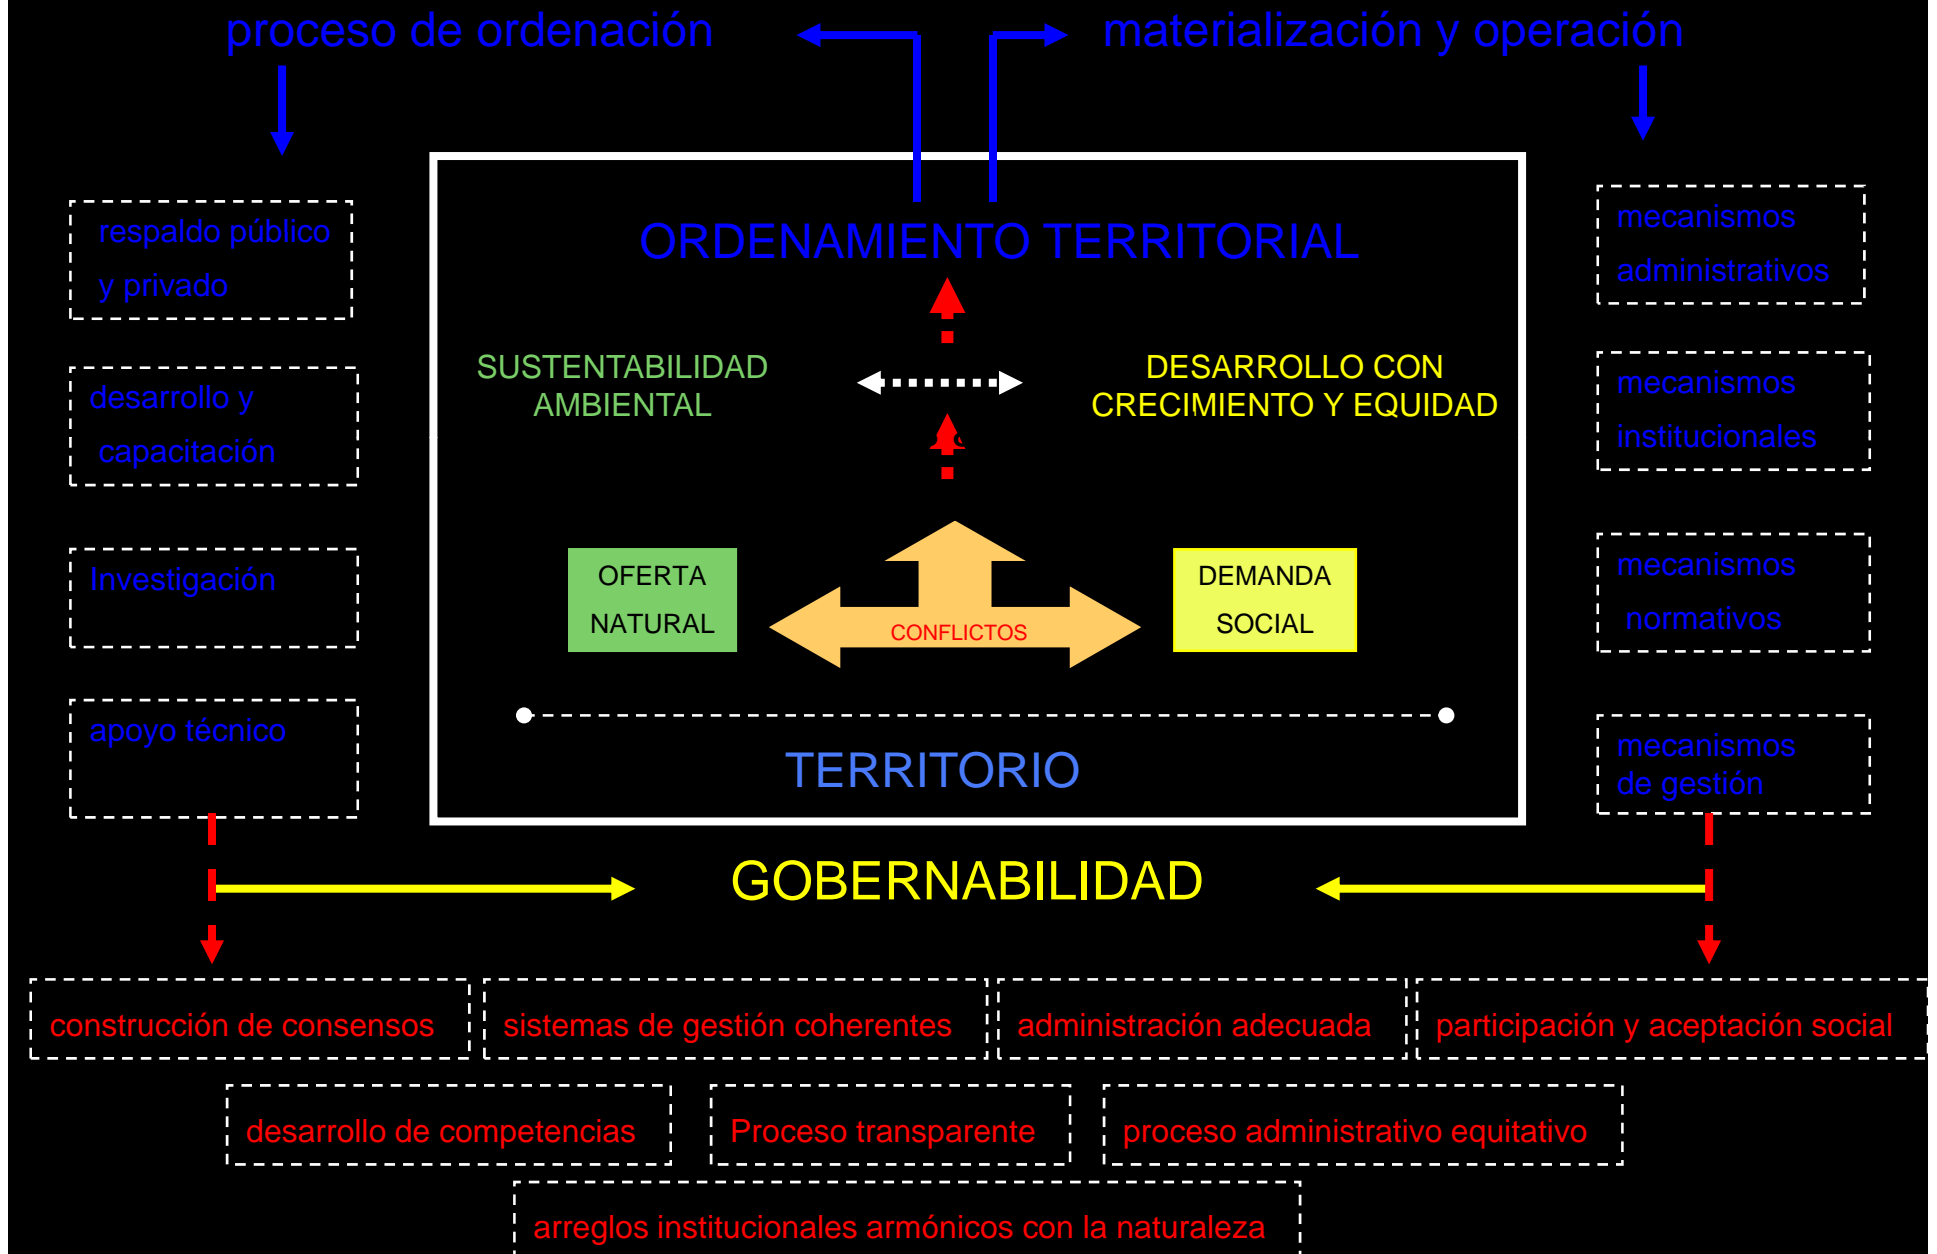 proceso de ordenación
materialización y operación
respaldo público
y privado
desarrollo y
capacitación
Investigación
apoyo técnico
ORDENAMIENTO TERRITORIAL
SUSTENTABILIDAD
AMBIENTAL
DESARROLLO CON
CRECIMIENTO Y EQUIDAD
OFERTA
NATURAL
CONFLICTOS
DEMANDA
SOCIAL
TERRITORIO
mecanismos
administrativos
mecanismos
institucionales
mecanismos
normativos
mecanismos
de gestión
GOBERNABILIDAD
construcción de consensos
sistemas de gestión coherentes
administración adecuada
participación y aceptación social
desarrollo de competencias
Proceso transparente
proceso administrativo equitativo
arreglos institucionales armónicos con la naturaleza